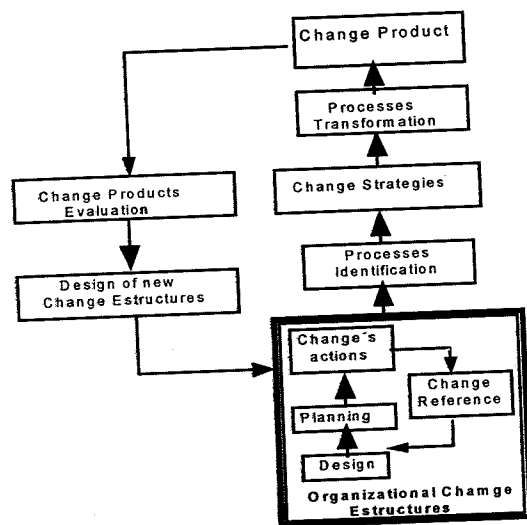 Change Product
Processes
Transformation
Change Strategies
Change Products
Evaluation
Processes
Identification
Design of new
Change Estructures
Change´s
actions
Change
Reference
Planning
Design
Organizational Chamge
Estructures